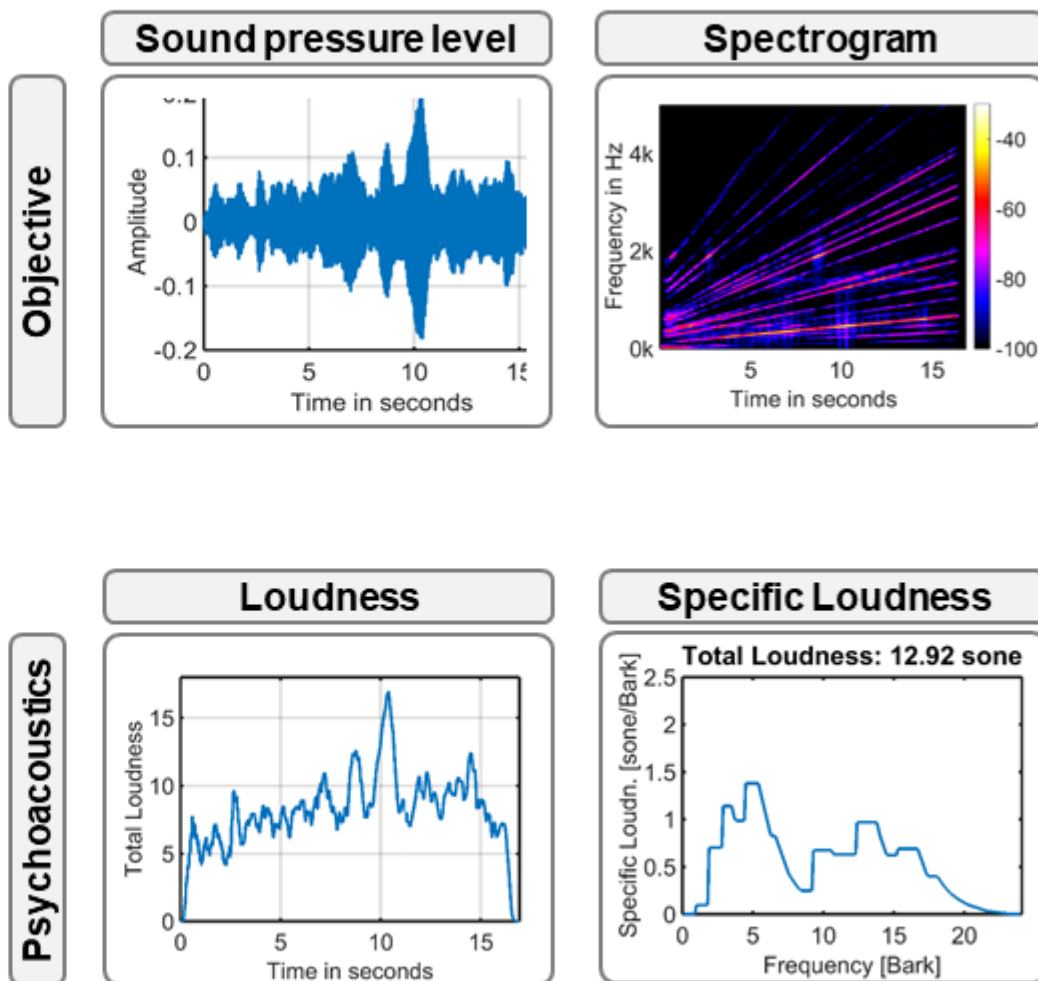 Sound pressure level
Spectrogram
Objective
0.2
0.1
0
-0.1
-0.2
Amplitude
0
5
10
15
Time in seconds
4k
2k
0k
Frequency in Hz
5
10
15
Time in seconds
-40
-60
-80
-100
Loudness
Specific Loudness
Psychoacoustics
15
10
5
0
Total Loudness
0
5
10
15
Time in seconds
Total Loudness: 12.92 sone
2.5
2
1.5
1
0.5
0
Specific Loudn. [sone/Bark]
0
5
10
15
20
Frequency [Bark]